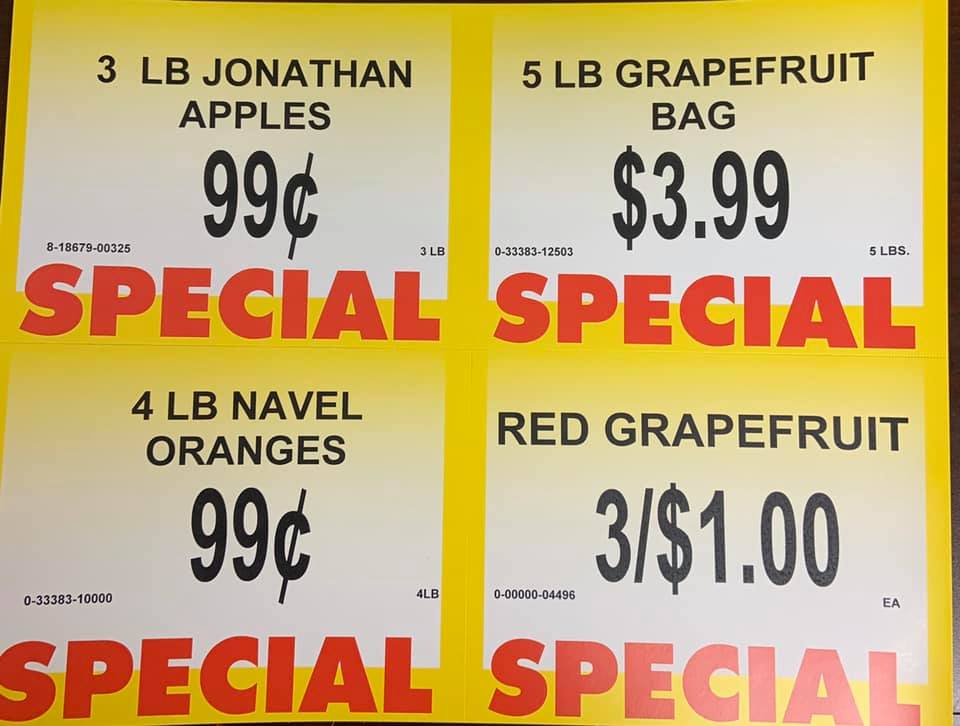 3 LB JONATHAN
APPLES
99¢
8-18679-00325
3 LB
SPECIAL
5 LB GRAPEFRUIT
BAG
$3.99
0-33383-12503
5 LBS.
SPECIAL
4 LB NAVEL
ORANGES
99¢
0-33383-10000
4LB
SPECIAL
RED GRAPEFRUIT
3/$1.00
0-00000-04496
EA
SPECIAL